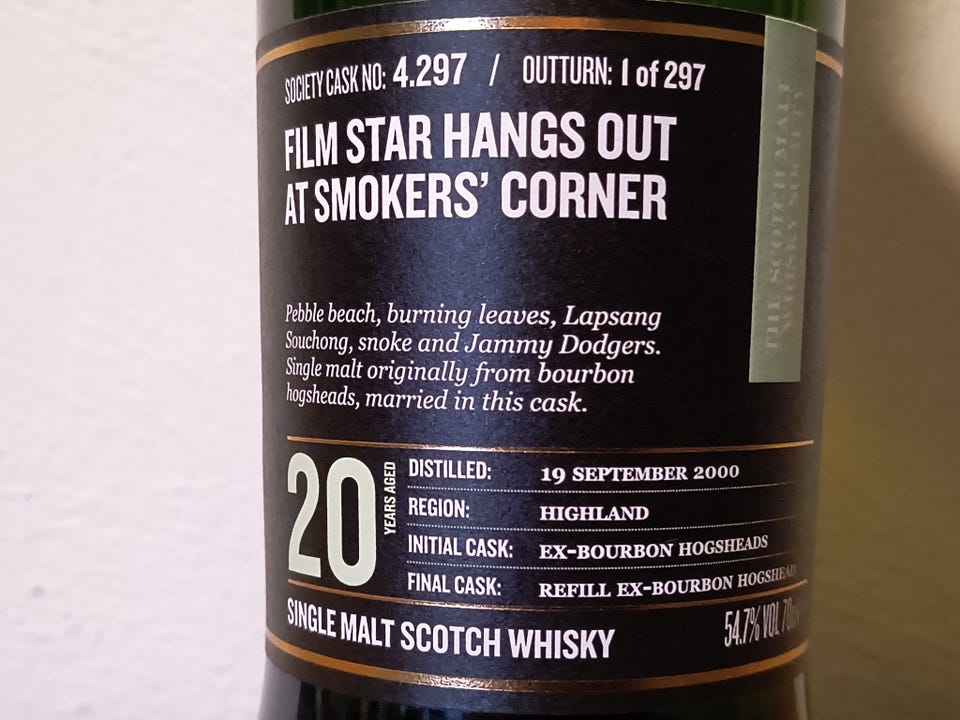 SOCIETY CASK NO: 4.297 / OUTTURN: 1 of 297
FILM STAR HANGS OUT
AT SMOKERS' CORNER
THE SCOTCH MALT
WHISKY SOCIETY
Pebble beach, burning leaves, Lapsang
Souchong, snoke and Jammy Dodgers.
Single malt originally from bourbon
hogsheads, married in this cask.
20 YEARS AGED
DISTILLED: 19 SEPTEMBER 2000
REGION: HIGHLAND
INITIAL CASK: EX-BOURBON HOGSHEADS
FINAL CASK: REFILL EX-BOURBON HOGSHEAD
SINGLE MALT SCOTCH WHISKY 54.7% VOL 70cl